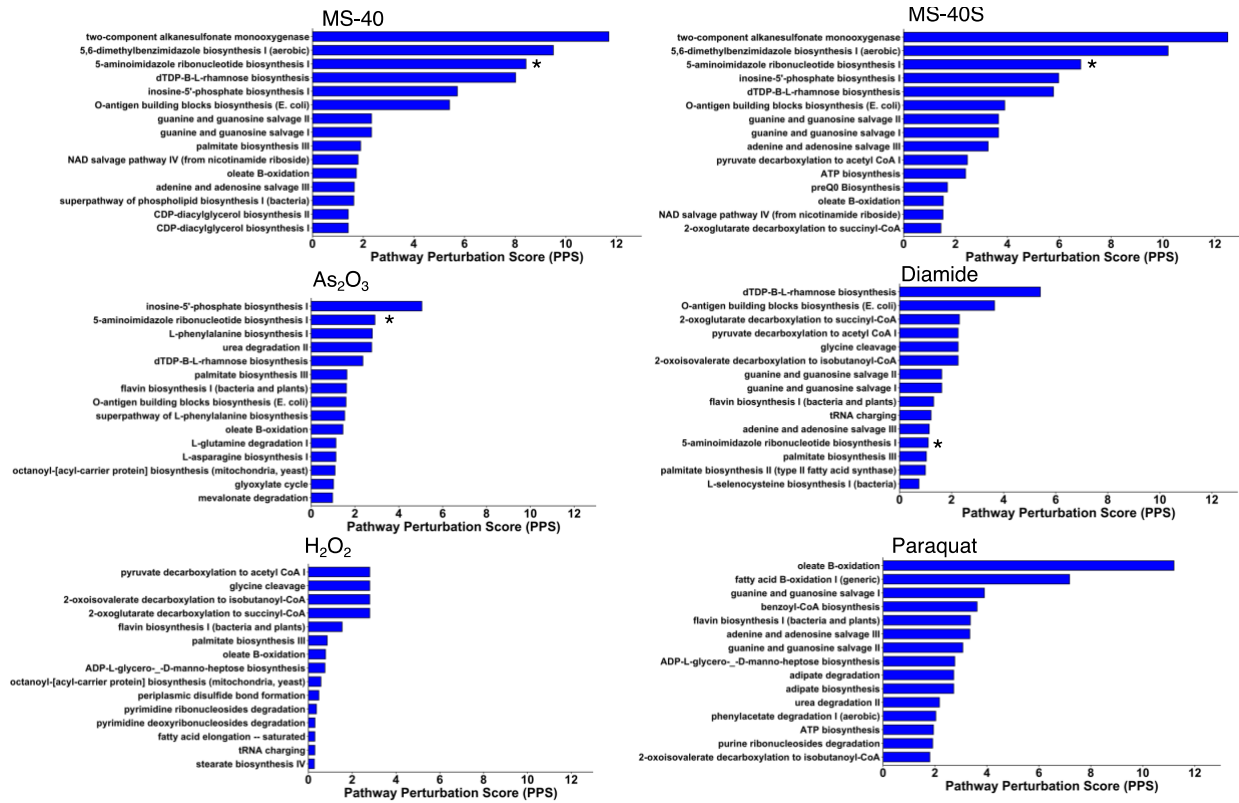 MS-40
two-component alkanesulfonate monooxygenase
5,6-dimethylbenzimidazole biosynthesis I (aerobic)
5-aminoimidazole ribonucleotide biosynthesis I *
dTDP-B-L-rhamnose biosynthesis
inosine-5'-phosphate biosynthesis I
O-antigen building blocks biosynthesis (E. coli)
guanine and guanosine salvage II
guanine and guanosine salvage I
palmitate biosynthesis III
NAD salvage pathway IV (from nicotinamide riboside)
oleate B-oxidation
adenine and adenosine salvage III
superpathway of phospholipid biosynthesis I (bacteria)
CDP-diacylglycerol biosynthesis II
CDP-diacylglycerol biosynthesis I
0 2 4 6 8 10 12
Pathway Perturbation Score (PPS)
MS-40S
two-component alkanesulfonate monooxygenase
5,6-dimethylbenzimidazole biosynthesis I (aerobic)
5-aminoimidazole ribonucleotide biosynthesis I *
inosine-5'-phosphate biosynthesis I
dTDP-B-L-rhamnose biosynthesis
O-antigen building blocks biosynthesis (E. coli)
guanine and guanosine salvage II
guanine and guanosine salvage I
adenine and adenosine salvage III
pyruvate decarboxylation to acetyl CoA I
ATP biosynthesis
preQ0 Biosynthesis
oleate B-oxidation
NAD salvage pathway IV (from nicotinamide riboside)
2-oxoglutarate decarboxylation to succinyl-CoA
0 2 4 6 8 10 12
Pathway Perturbation Score (PPS)
As₂O₃
inosine-5'-phosphate biosynthesis I
5-aminoimidazole ribonucleotide biosynthesis I *
L-phenylalanine biosynthesis I
urea degradation II
dTDP-B-L-rhamnose biosynthesis
palmitate biosynthesis III
flavin biosynthesis I (bacteria and plants)
O-antigen building blocks biosynthesis (E. coli)
superpathway of L-phenylalanine biosynthesis
oleate B-oxidation
L-glutamine degradation I
L-asparagine biosynthesis I
octanoyl-[acyl-carrier protein] biosynthesis (mitochondria, yeast)
glyoxylate cycle
mevalonate degradation
0 2 4 6 8 10 12
Pathway Perturbation Score (PPS)
Diamide
dTDP-B-L-rhamnose biosynthesis
O-antigen building blocks biosynthesis (E. coli)
2-oxoglutarate decarboxylation to succinyl-CoA
pyruvate decarboxylation to acetyl CoA I
glycine cleavage
2-oxoisovalerate decarboxylation to isobutanoyl-CoA
guanine and guanosine salvage II
guanine and guanosine salvage I
flavin biosynthesis I (bacteria and plants)
tRNA charging
adenine and adenosine salvage III
5-aminoimidazole ribonucleotide biosynthesis I *
palmitate biosynthesis III
palmitate biosynthesis II (type II fatty acid synthase)
L-selenocysteine biosynthesis I (bacteria)
0 2 4 6 8 10 12
Pathway Perturbation Score (PPS)
H₂O₂
pyruvate decarboxylation to acetyl CoA I
glycine cleavage
2-oxoisovalerate decarboxylation to isobutanoyl-CoA
2-oxoglutarate decarboxylation to succinyl-CoA
flavin biosynthesis I (bacteria and plants)
palmitate biosynthesis III
oleate B-oxidation
ADP-L-glycero-_-D-manno-heptose biosynthesis
octanoyl-[acyl-carrier protein] biosynthesis (mitochondria, yeast)
periplasmic disulfide bond formation
pyrimidine ribonucleosides degradation
pyrimidine deoxyribonucleosides degradation
fatty acid elongation -- saturated
tRNA charging
stearate biosynthesis IV
0 2 4 6 8 10 12
Pathway Perturbation Score (PPS)
Paraquat
oleate B-oxidation
fatty acid B-oxidation I (generic)
guanine and guanosine salvage I
benzoyl-CoA biosynthesis
flavin biosynthesis I (bacteria and plants)
adenine and adenosine salvage III
guanine and guanosine salvage II
ADP-L-glycero-_-D-manno-heptose biosynthesis
adipate degradation
adipate biosynthesis
urea degradation II
phenylacetate degradation I (aerobic)
ATP biosynthesis
purine ribonucleosides degradation
2-oxoisovalerate decarboxylation to isobutanoyl-CoA
0 2 4 6 8 10 12
Pathway Perturbation Score (PPS)